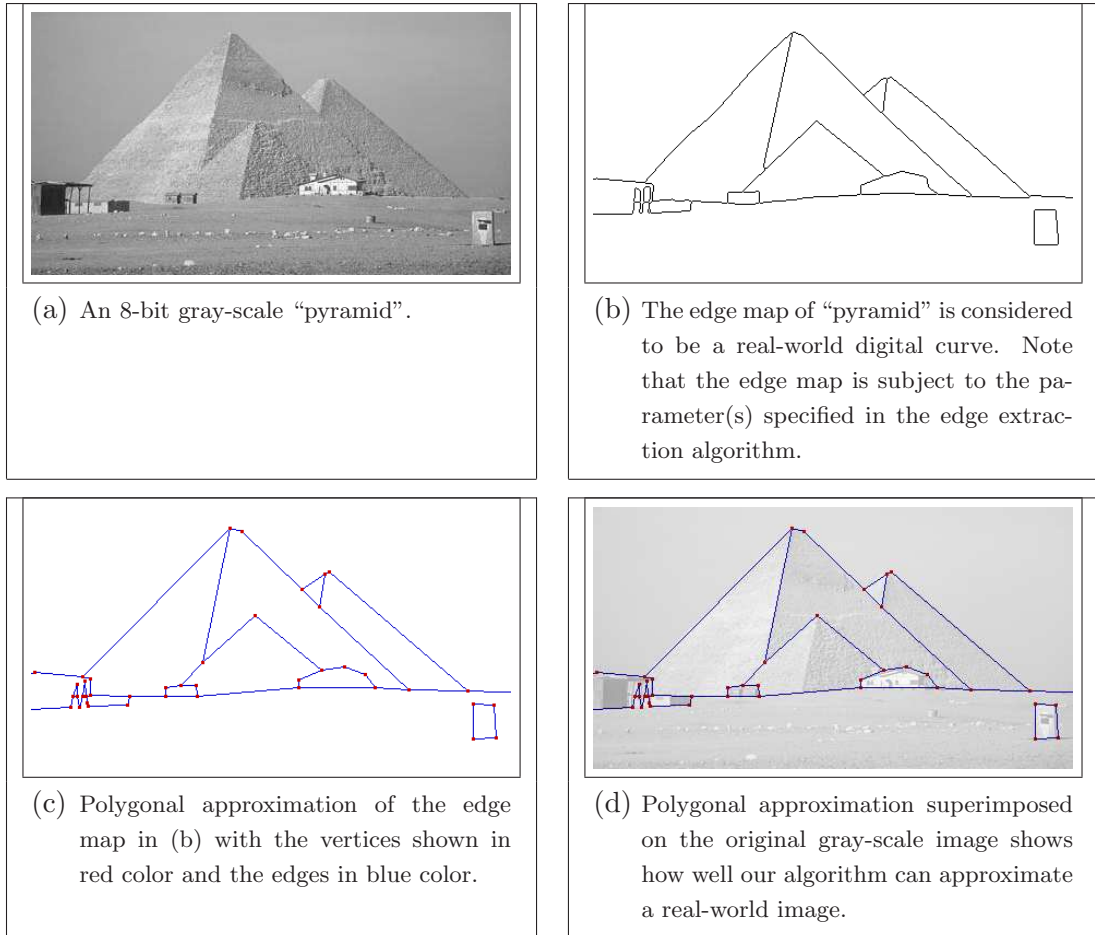 (a) An 8-bit gray-scale “pyramid”.
(b) The edge map of “pyramid” is considered
to be a real-world digital curve. Note
that the edge map is subject to the pa-
rameter(s) specified in the edge extrac-
tion algorithm.
(c) Polygonal approximation of the edge
map in (b) with the vertices shown in
red color and the edges in blue color.
(d) Polygonal approximation superimposed
on the original gray-scale image shows
how well our algorithm can approximate
a real-world image.